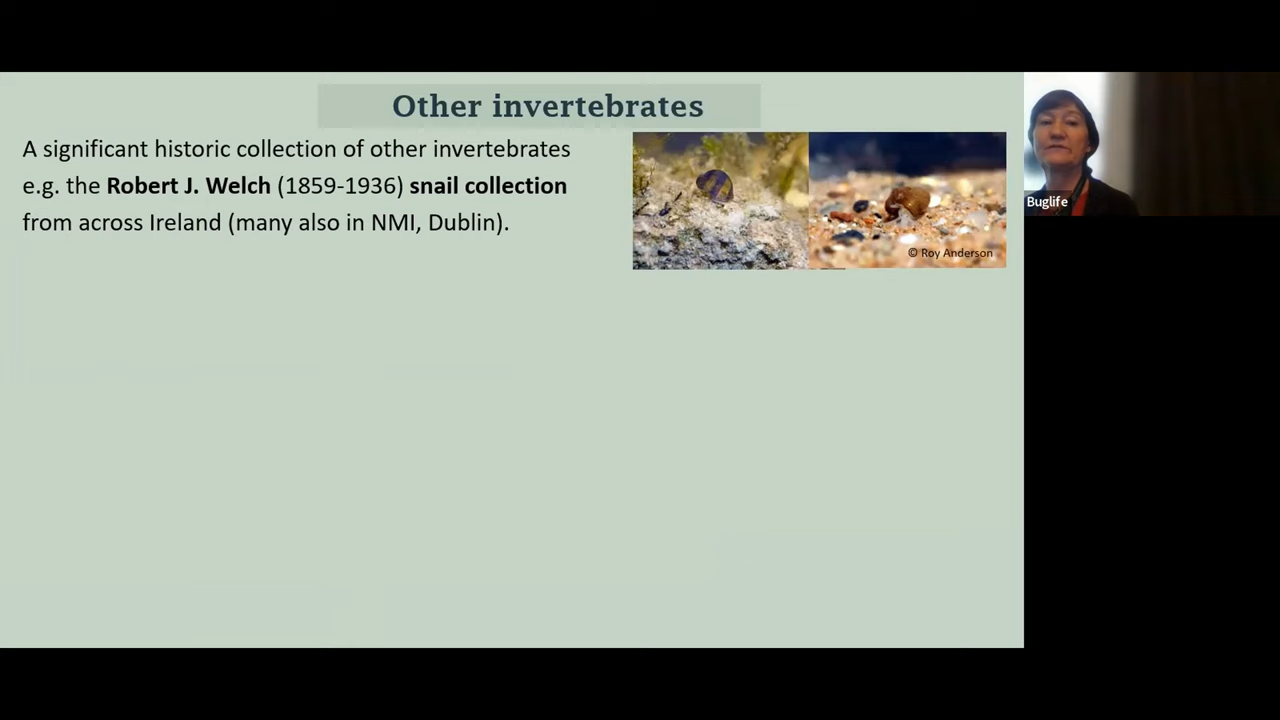 Other invertebrates
A significant historic collection of other invertebrates
e.g. the Robert J. Welch (1859-1936) snail collection
from across Ireland (many also in NMI, Dublin).
© Roy Anderson
Buglife